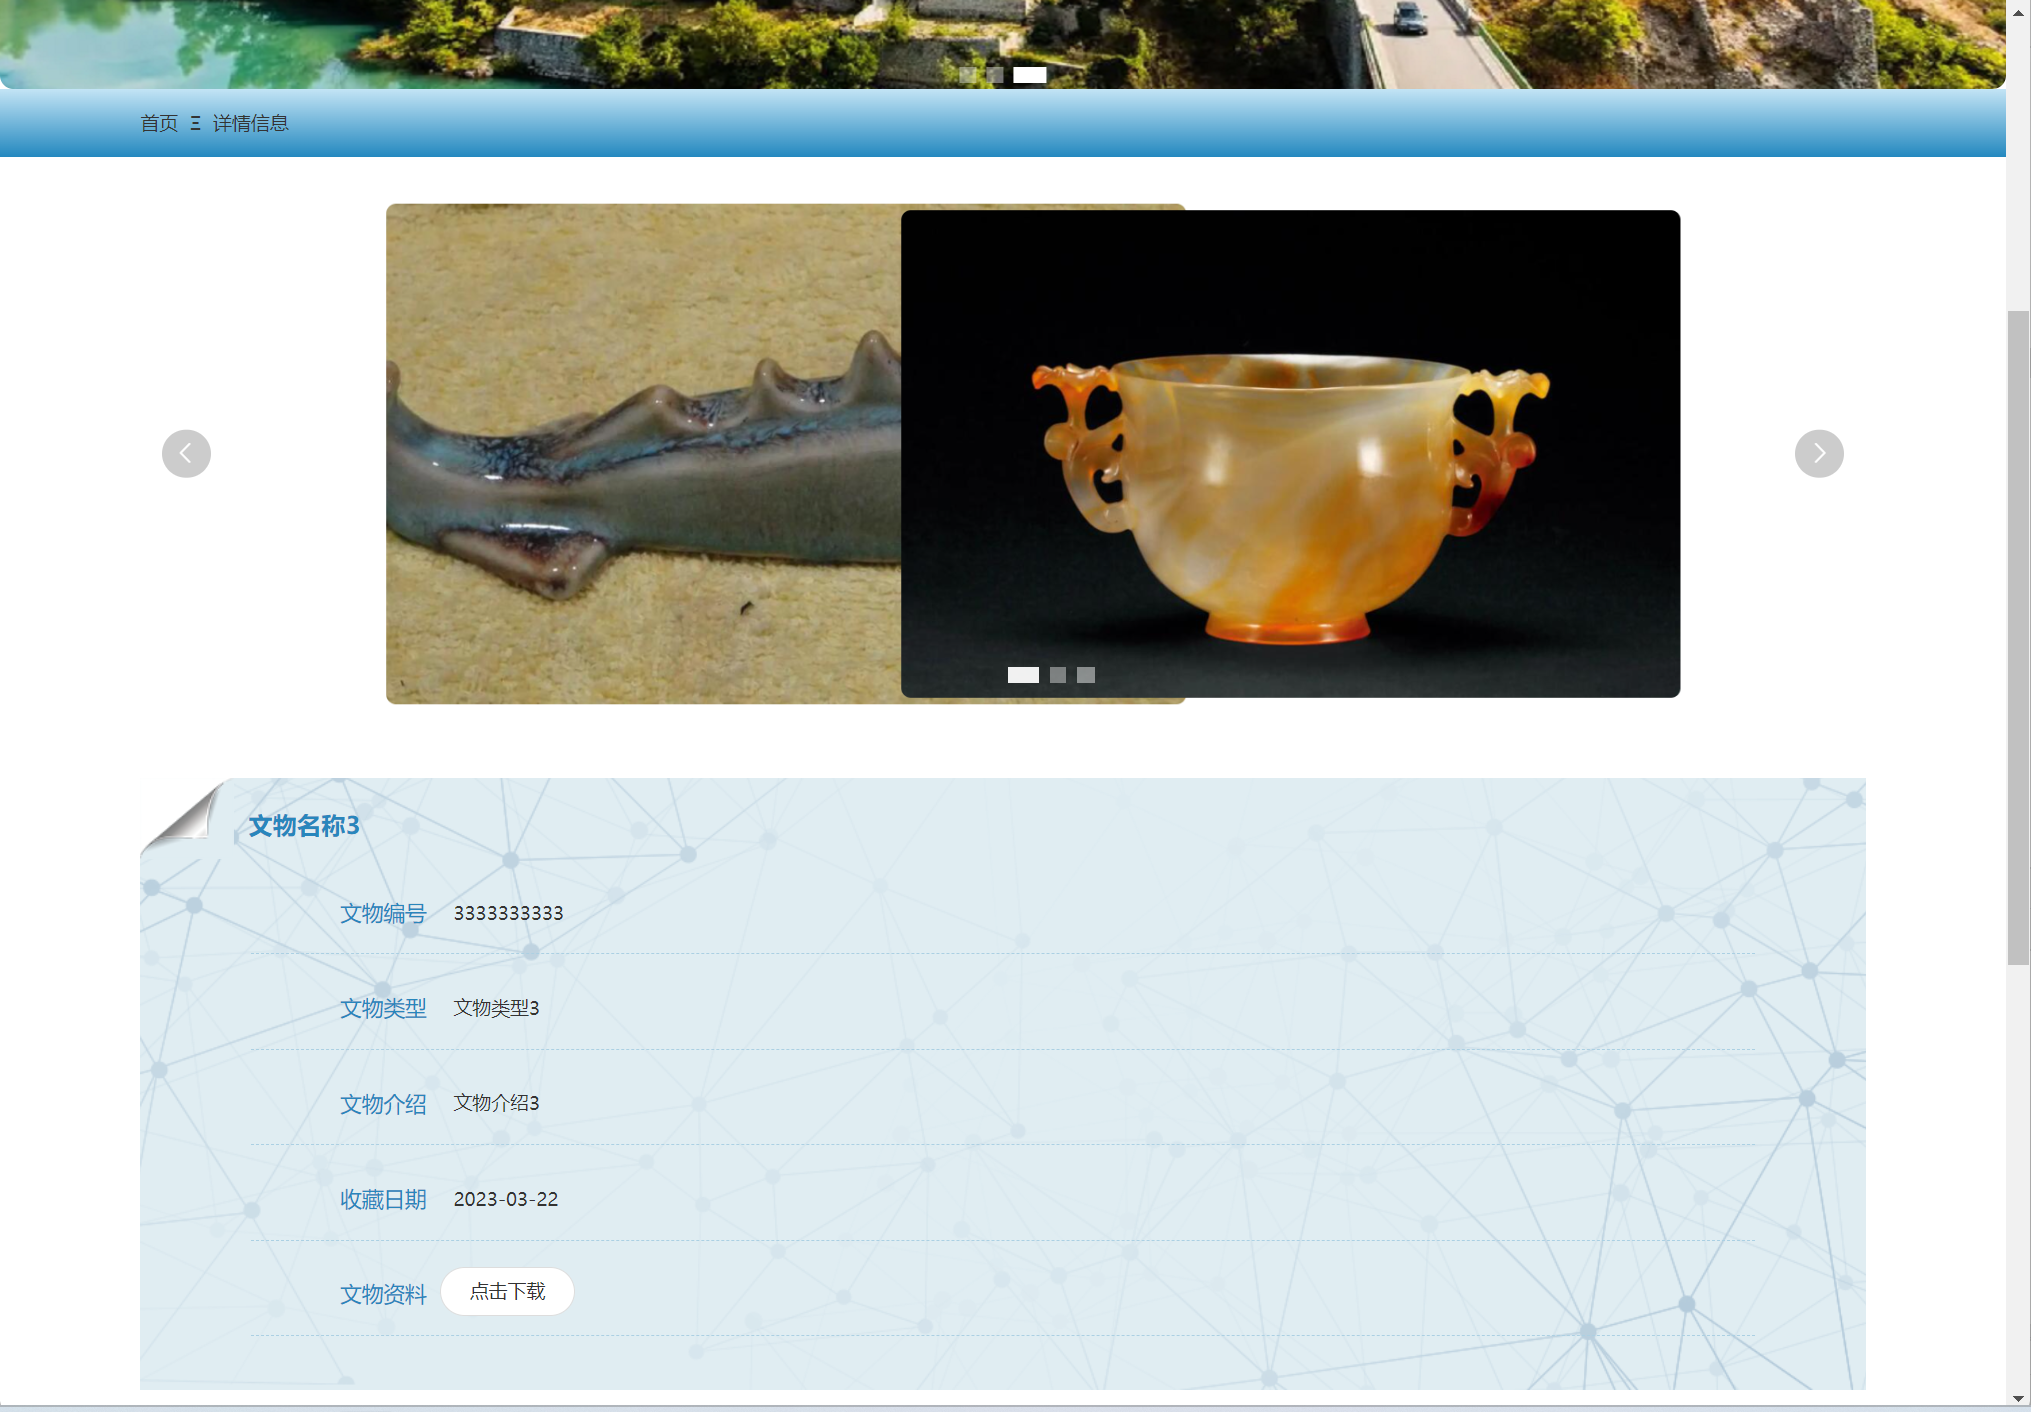 首页 Ξ 详情信息
文物名称3
文物编号 3333333333
文物类型 文物类型3
文物介绍 文物介绍3
收藏日期 2023-03-22
文物资料 点击下载